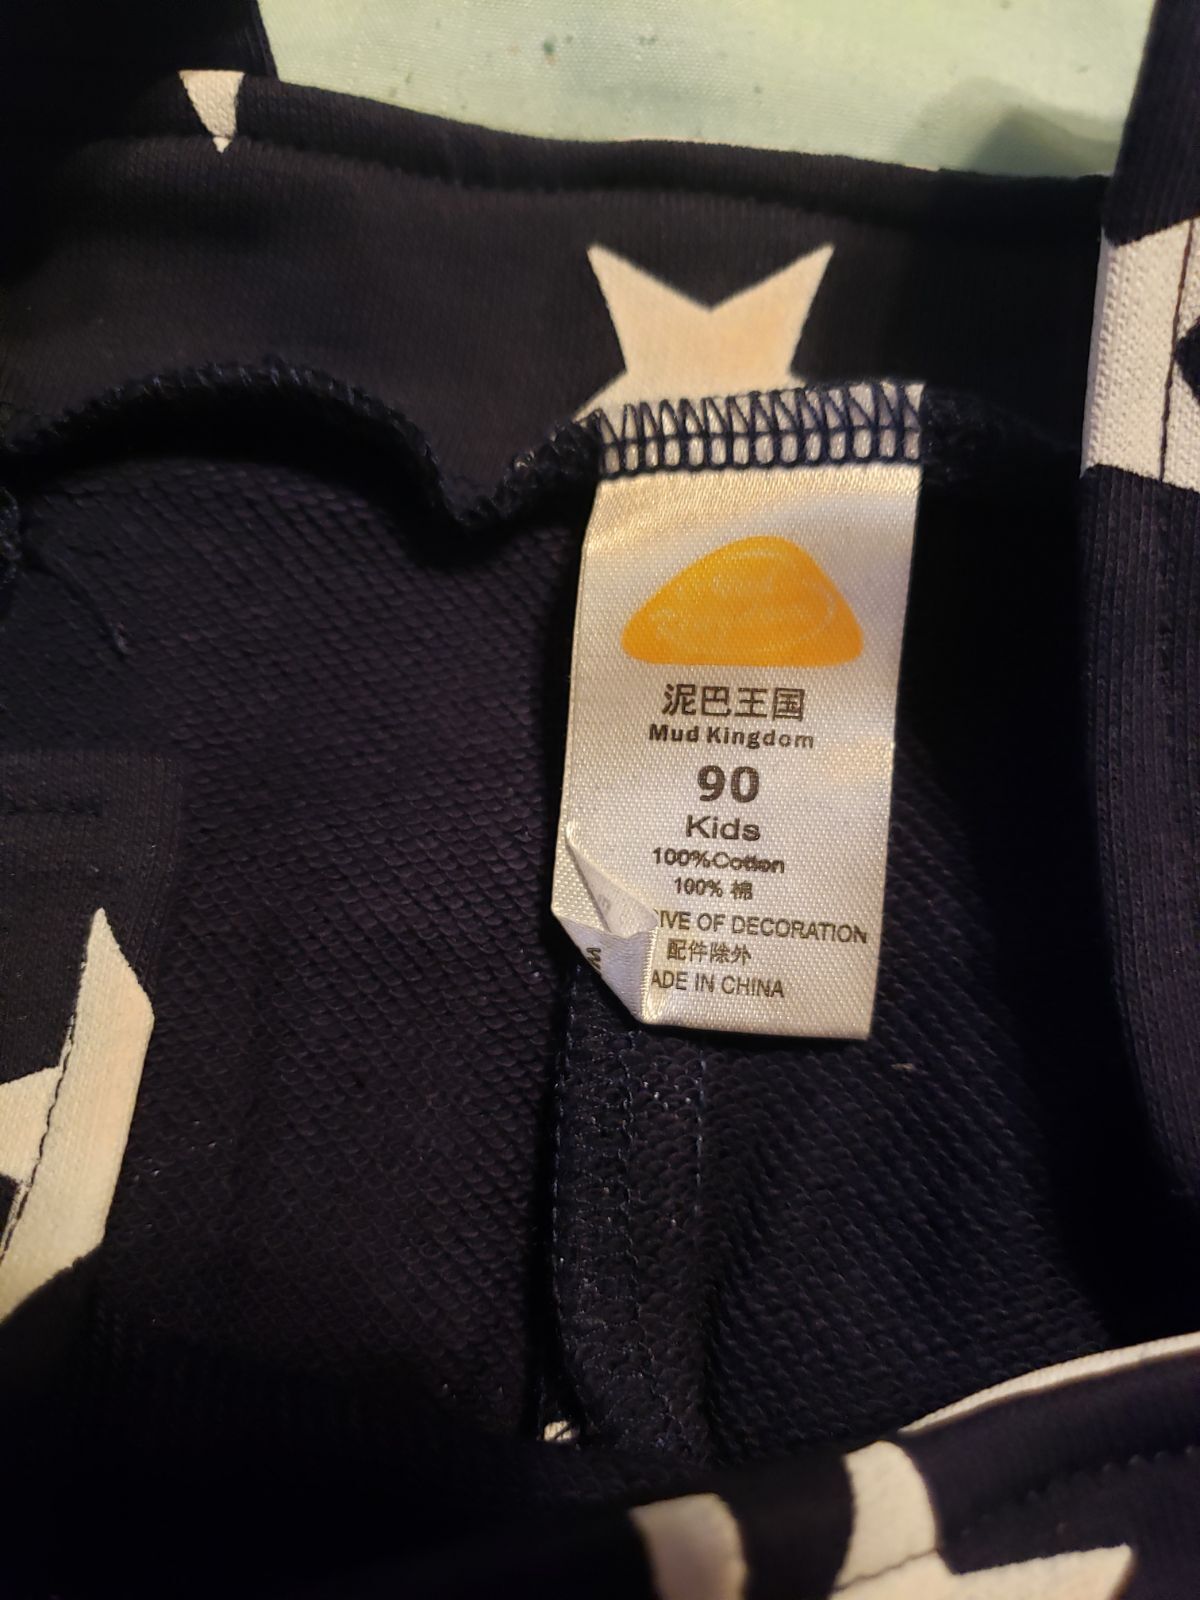 泥巴王国
Mud Kingdom
90
Kids
100%Cotton
100% 棉
IVE OF DECORATION
配件除外
ADE IN CHINA